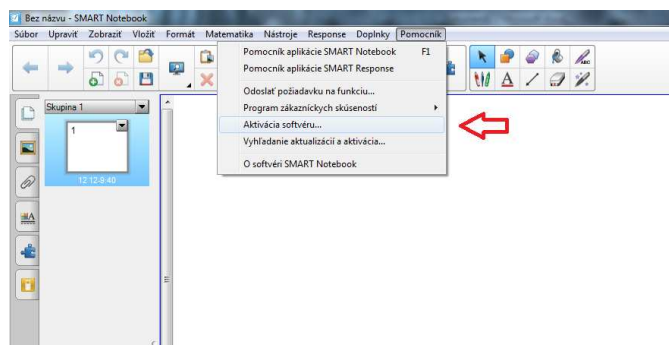 Bez názvu - SMART Notebook
Súbor Upraviť Zobraziť Vložiť Formát Matematika Nástroje Response Doplnky Pomocník
Pomocník aplikácie SMART Notebook F1
Pomocník aplikácie SMART Response
Odoslať požiadavku na funkciu...
Program zákazníckych skúseností
Aktivácia softvéru...
Vyhľadanie aktualizácií a aktivácia...
O softvéri SMART Notebook
Skupina 1
1
12 12-9:40